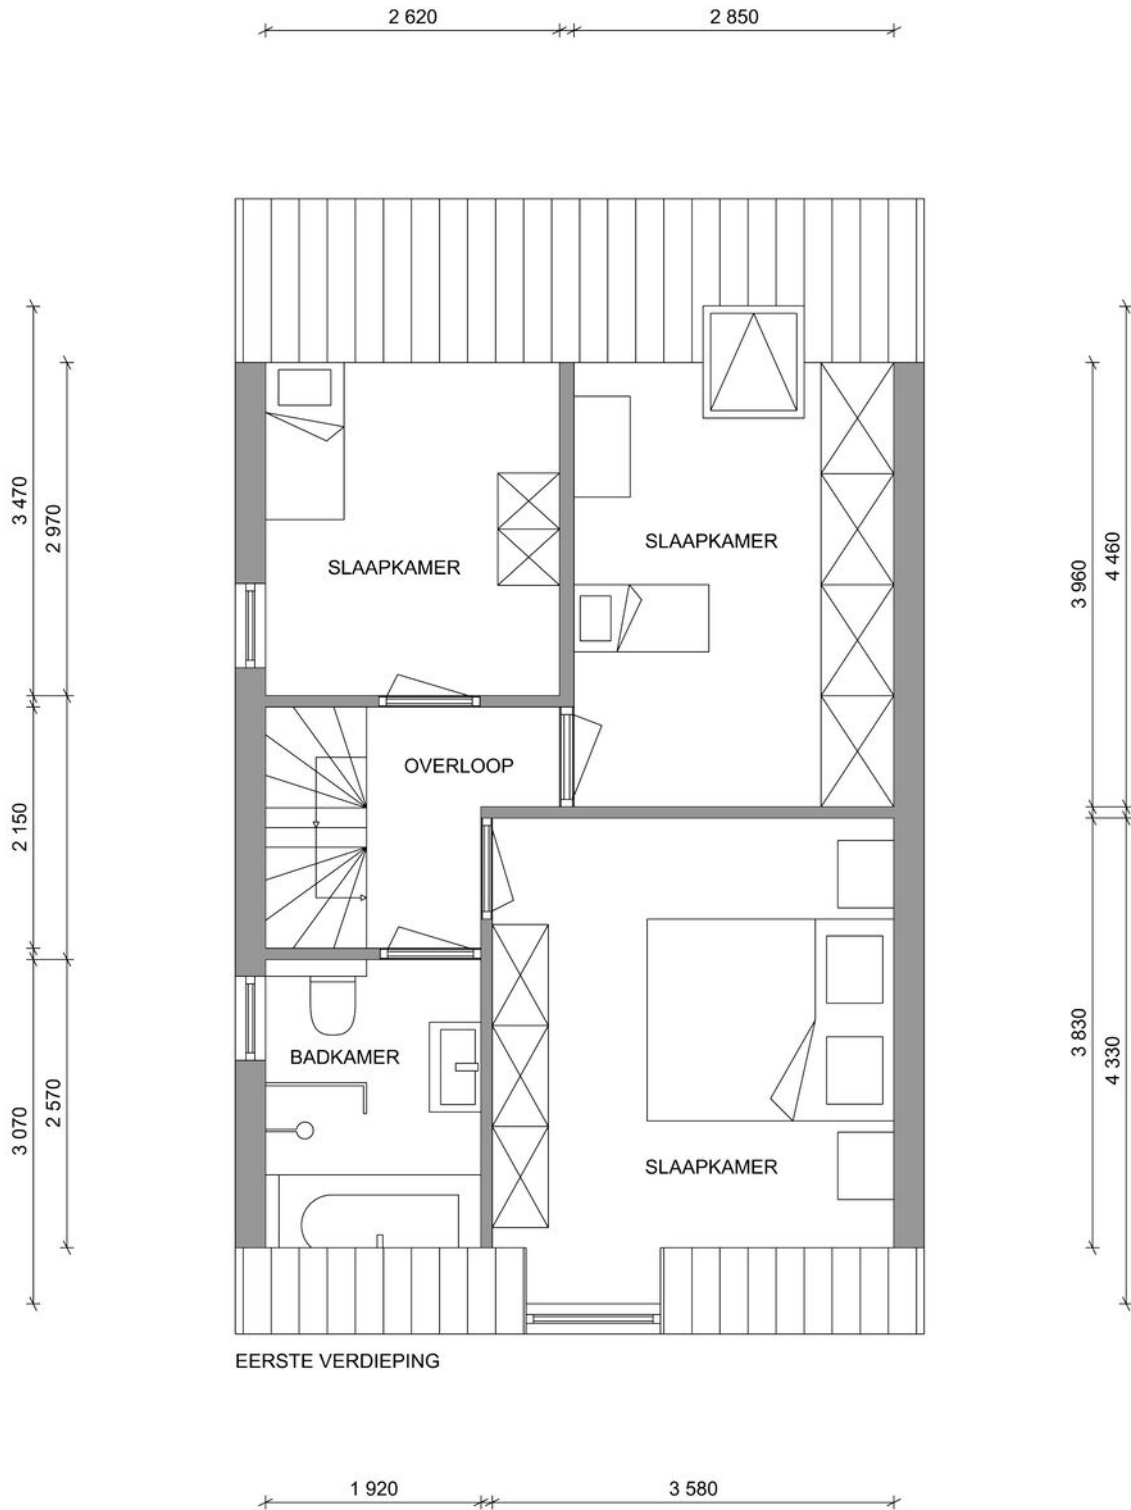 2 620
2 850
3 470
2 970
4 460
3 960
SLAAPKAMER
SLAAPKAMER
OVERLOOP
2 150
3 830
4 330
BADKAMER
3 070
2 570
SLAAPKAMER
EERSTE VERDIEPING
1 920
3 580